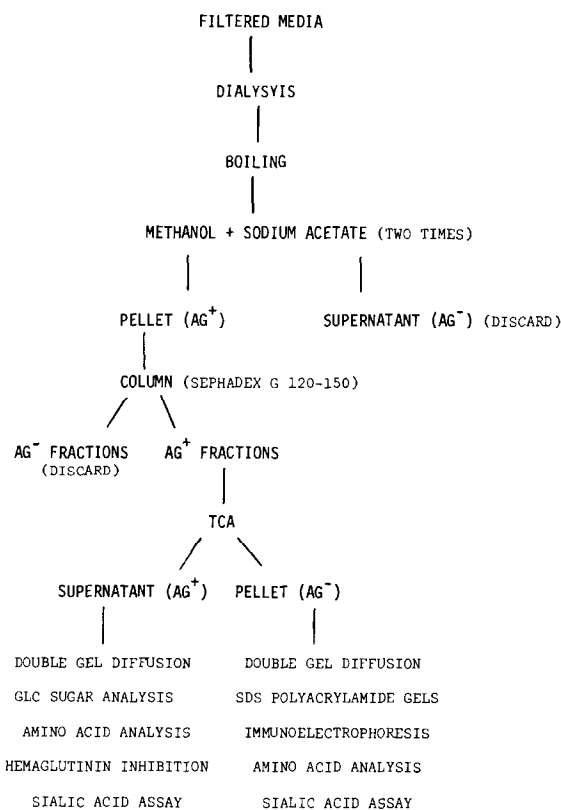 FILTERED MEDIA
DIALYSYIS
BOILING
METHANOL + SODIUM ACETATE (TWO TIMES)
PELLET (AG+) SUPERNATANT (AG-) (DISCARD)
COLUMN (SEPHADEX G 120-150)
AG- FRACTIONS AG+ FRACTIONS
(DISCARD)
TCA
SUPERNATANT (AG+) PELLET (AG-)
DOUBLE GEL DIFFUSION DOUBLE GEL DIFFUSION
GLC SUGAR ANALYSIS SDS POLYACRYLAMIDE GELS
AMINO ACID ANALYSIS IMMUNOELECTROPHORESIS
HEMAGLUTININ INHIBITION AMINO ACID ANALYSIS
SIALIC ACID ASSAY SIALIC ACID ASSAY